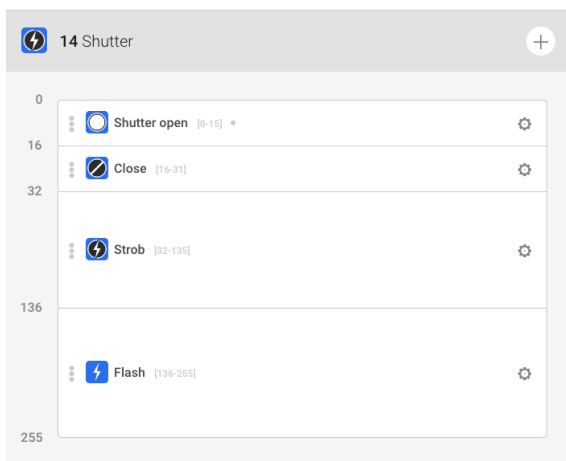 14 Shutter
0
Shutter open [0-15]
16
Close [16-31]
32
Strob [32-135]
136
Flash [136-255]
255